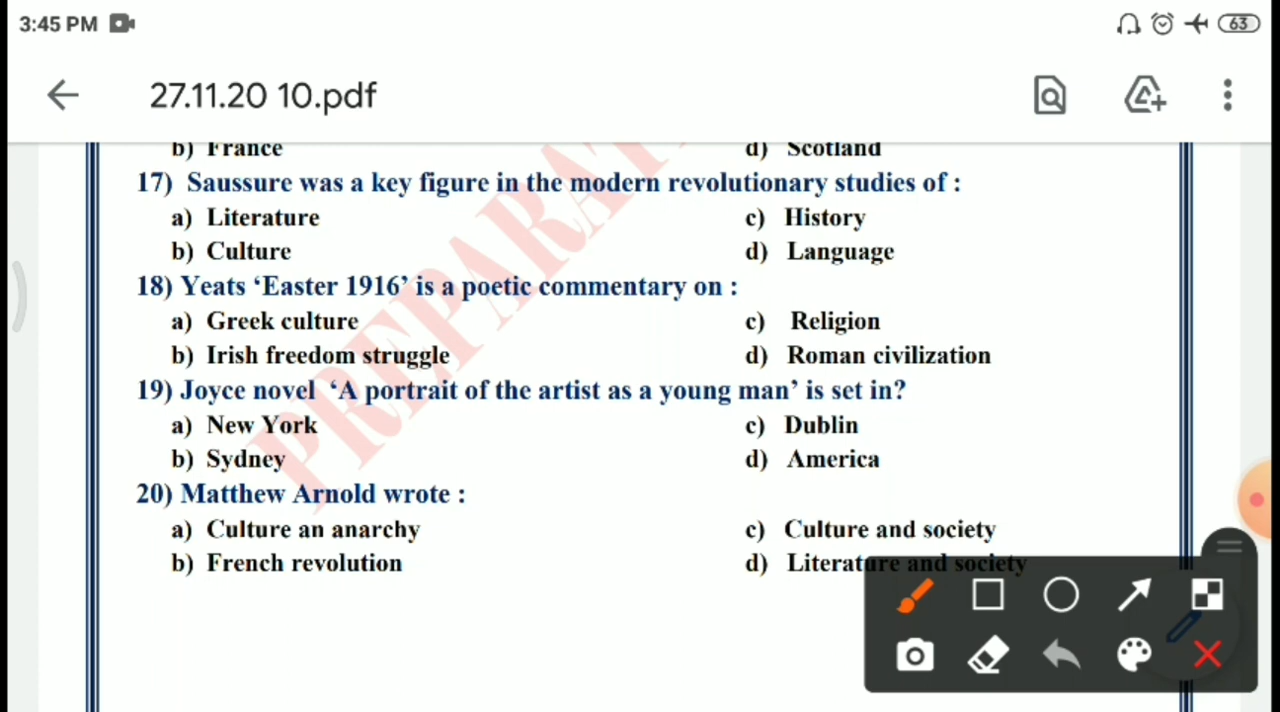 3:45 PM
63
27.11.20 10.pdf
b) France
d) Scotland
17) Saussure was a key figure in the modern revolutionary studies of :
a) Literature
c) History
b) Culture
d) Language
18) Yeats ‘Easter 1916’ is a poetic commentary on :
a) Greek culture
c) Religion
b) Irish freedom struggle
d) Roman civilization
19) Joyce novel ‘A portrait of the artist as a young man’ is set in?
a) New York
c) Dublin
b) Sydney
d) America
20) Matthew Arnold wrote :
a) Culture an anarchy
c) Culture and society
b) French revolution
d) Literature and society
PREPARAT